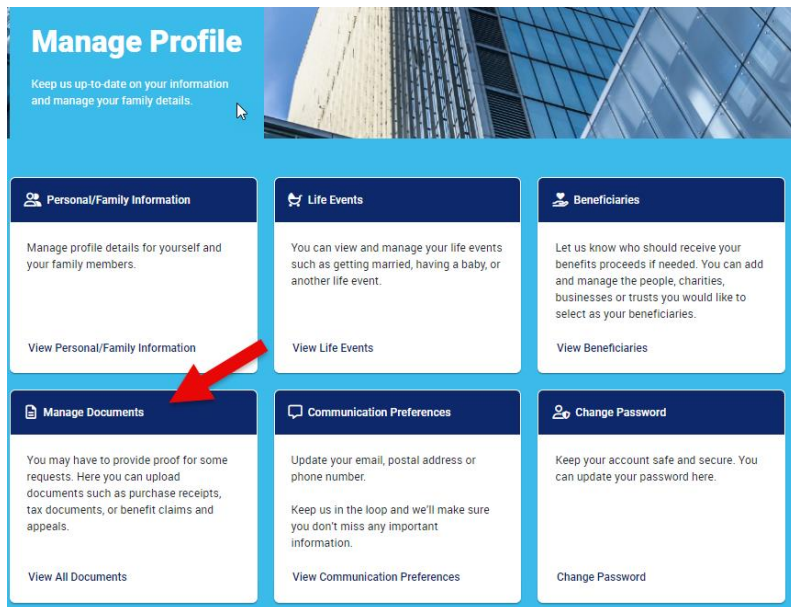 Manage Profile
Keep us up-to-date on your information
and manage your family details.
Personal/Family Information
Manage profile details for yourself and
your family members.
View Personal/Family Information
Life Events
You can view and manage your life events
such as getting married, having a baby, or
another life event.
View Life Events
Beneficiaries
Let us know who should receive your
benefits proceeds if needed. You can add
and manage the people, charities,
businesses or trusts you would like to
select as your beneficiaries.
View Beneficiaries
Manage Documents
You may have to provide proof for some
requests. Here you can upload
documents such as purchase receipts,
tax documents, or benefit claims and
appeals.
View All Documents
Communication Preferences
Update your email, postal address or
phone number.
Keep us in the loop and we'll make sure
you don't miss any important
information.
View Communication Preferences
Change Password
Keep your account safe and secure. You
can update your password here.
Change Password